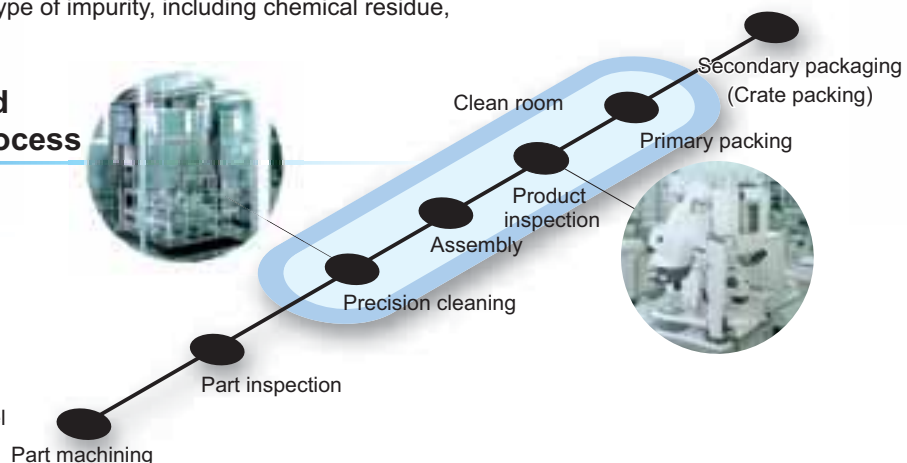 ype of impurity, including chemical residue,
d
ocess
Secondary packaging
(Crate packing)
Clean room
Primary packing
Product
inspection
Assembly
Precision cleaning
Part inspection
el
Part machining